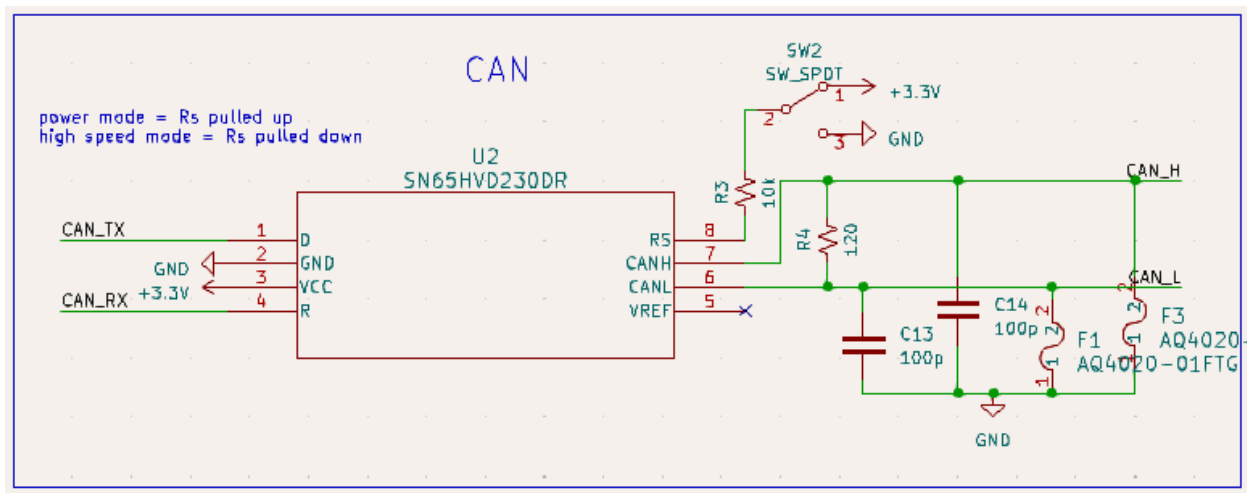 CAN
SW2
SW_SPDT
1
+3.3V
2
3
GND
power mode = Rs pulled up
high speed mode = Rs pulled down
U2
SN65HVD230DR
R3
10k
CAN_H
CAN_TX
1
D
RS
8
R4
120
GND
2
GND
CANH
7
+3.3V
3
VCC
CANL
6
CAN_L
CAN_RX
4
R
VREF
5
C13
100p
C14
100p
2
2
1
1
F1
AQ4020-01FTG
2
2
1
1
F3
AQ4020-
GND